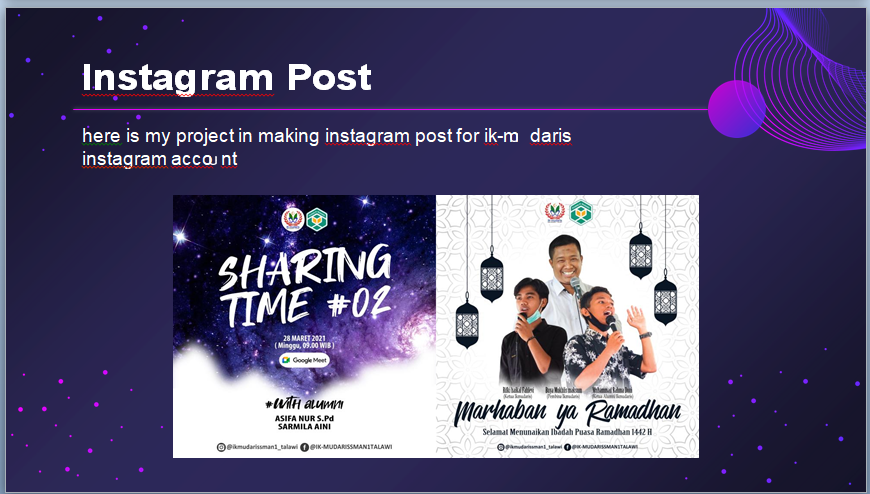 Instagram Post
here is my project in making instagram post for ik-m daris
instagram account
SHARING
TIME #02
28 MARET 2021
( Minggu, 09.00 WIB )
Google Meet
#WITH alumni
ASIFA NUR S.Pd
SARMILA AINI
@ikmudarissman1_talawi @IK-MUDARISSMAN1TALAWI
Marhaban ya Ramadhan
Selamat Menunaikan Ibadah Puasa Ramadhan 1442 H
@ikmudarissman1_talawi @IK-MUDARISSMAN1TALAWI